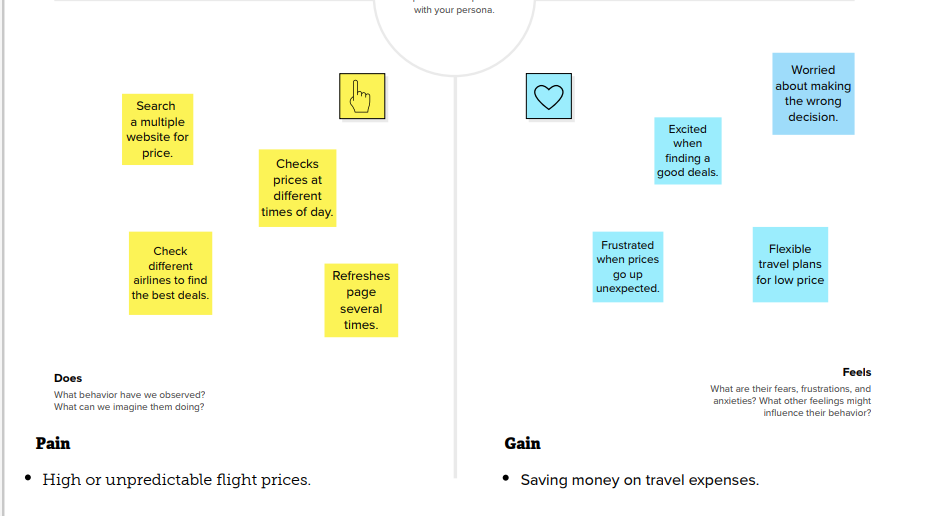 with your persona.
Search
a multiple
website for
price.
Checks
prices at
different
times of day.
Check
different
airlines to find
the best deals.
Refreshes
page
several
times.
Does
What behavior have we observed?
What can we imagine them doing?
Worried
about making
the wrong
decision.
Excited
when
finding a
good deals.
Frustrated
when prices
go up
unexpected.
Flexible
travel plans
for low price
Feels
What are their fears, frustrations, and
anxieties? What other feelings might
influence their behavior?
Pain
• High or unpredictable flight prices.
Gain
• Saving money on travel expenses.